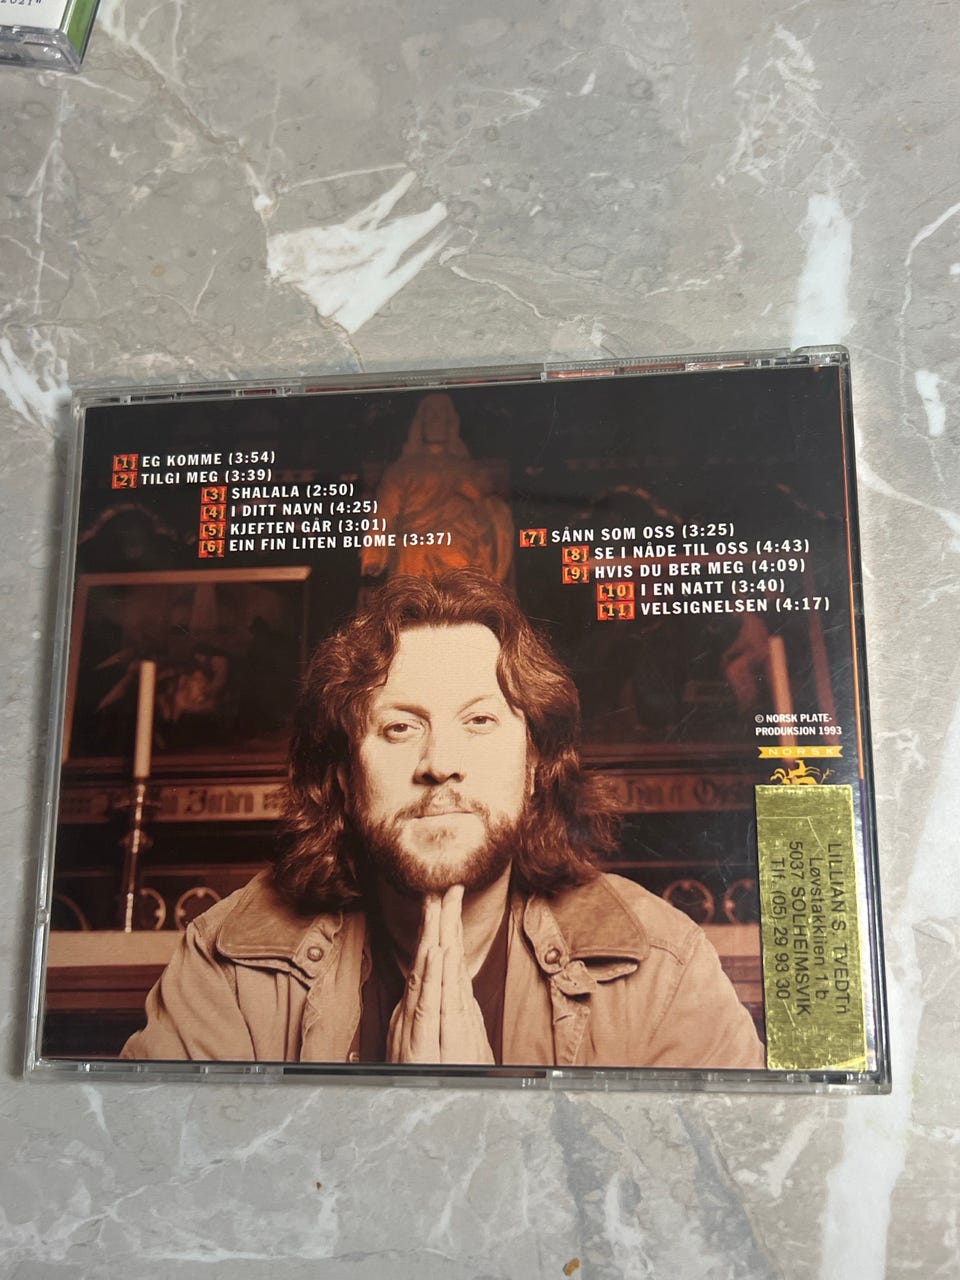 2021"
[1] EG KOMME (3:54)
[2] TILGI MEG (3:39)
[3] SHALALA (2:50)
[4] I DITT NAVN (4:25)
[5] KJEFTEN GÅR (3:01)
[6] EIN FIN LITEN BLOME (3:37)
[7] SÅNN SOM OSS (3:25)
[8] SE I NÅDE TIL OSS (4:43)
[9] HVIS DU BER MEG (4:09)
[10] I EN NATT (3:40)
[11] VELSIGNELSEN (4:17)
© NORSK PLATE-
PRODUKSJON 1993
NORSK
LILLIAN S. TVEDTn
Løvstakklien 1 b.
5037 SOLHEIMSVIK
Tlf. (05) 29 93 30